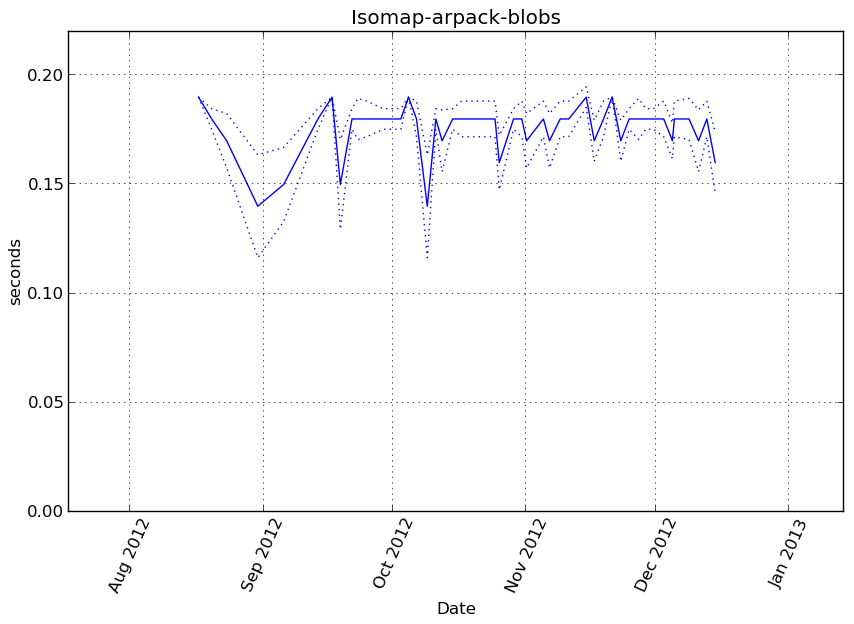 Isomap-arpack-blobs
0.20
0.15
0.10
0.05
0.00
seconds
Aug 2012
Sep 2012
Oct 2012
Nov 2012
Dec 2012
Jan 2013
Date